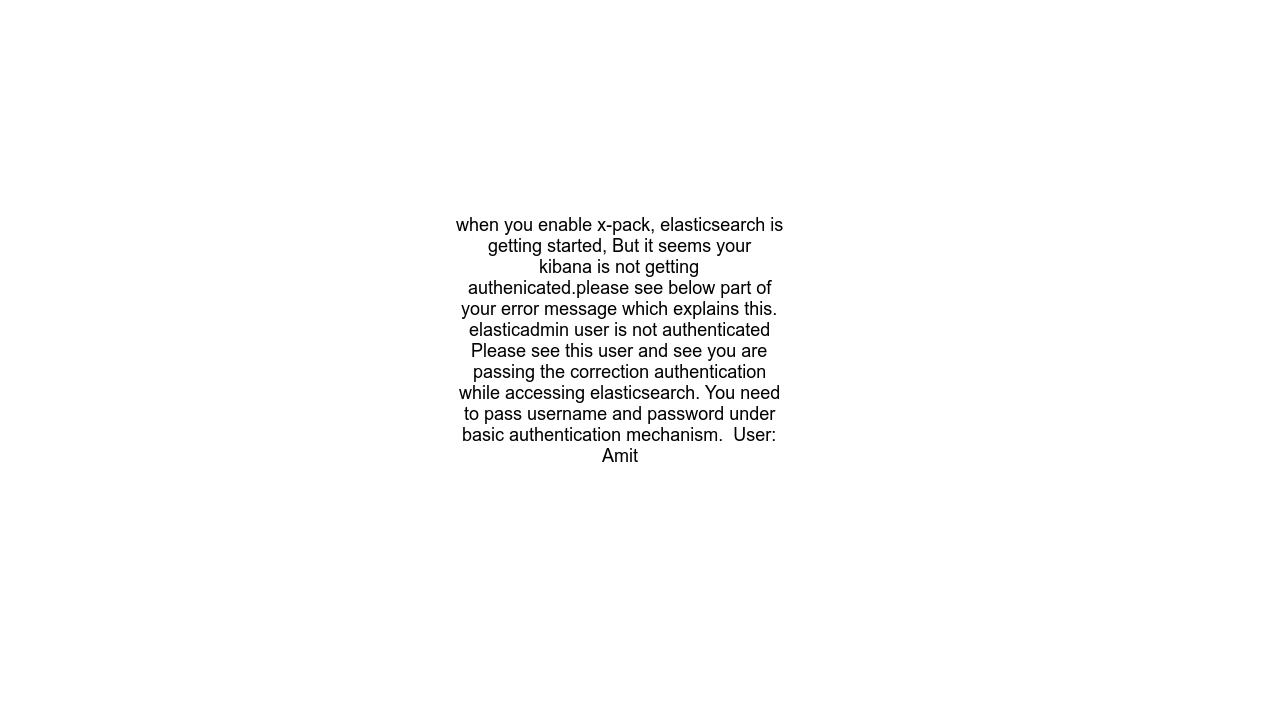 when you enable x-pack, elasticsearch is
getting started, But it seems your
kibana is not getting
authenicated.please see below part of
your error message which explains this.
elasticadmin user is not authenticated
Please see this user and see you are
passing the correction authentication
while accessing elasticsearch. You need
to pass username and password under
basic authentication mechanism.  User:
Amit